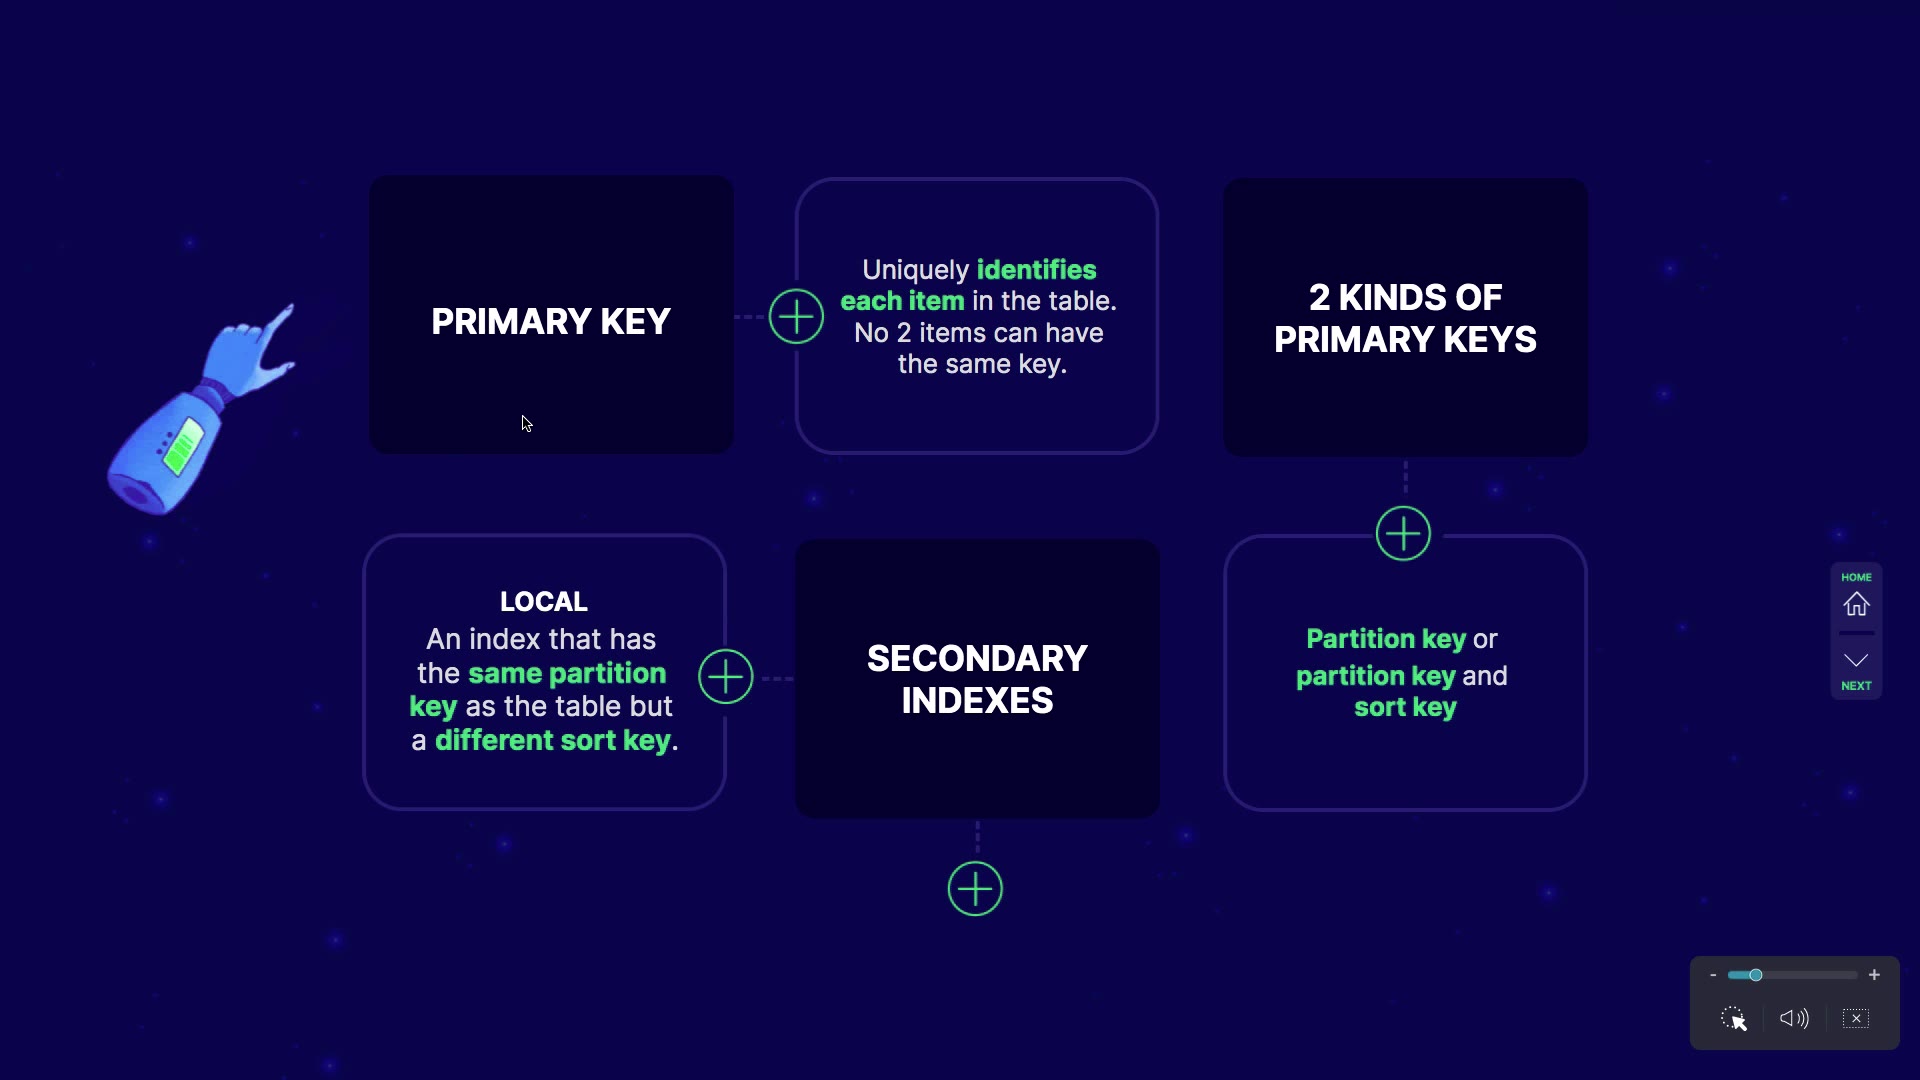 PRIMARY KEY
Uniquely identifies
each item in the table.
No 2 items can have
the same key.
2 KINDS OF
PRIMARY KEYS
LOCAL
An index that has
the same partition
key as the table but
a different sort key.
SECONDARY
INDEXES
Partition key or
partition key and
sort key
HOME
NEXT
- +